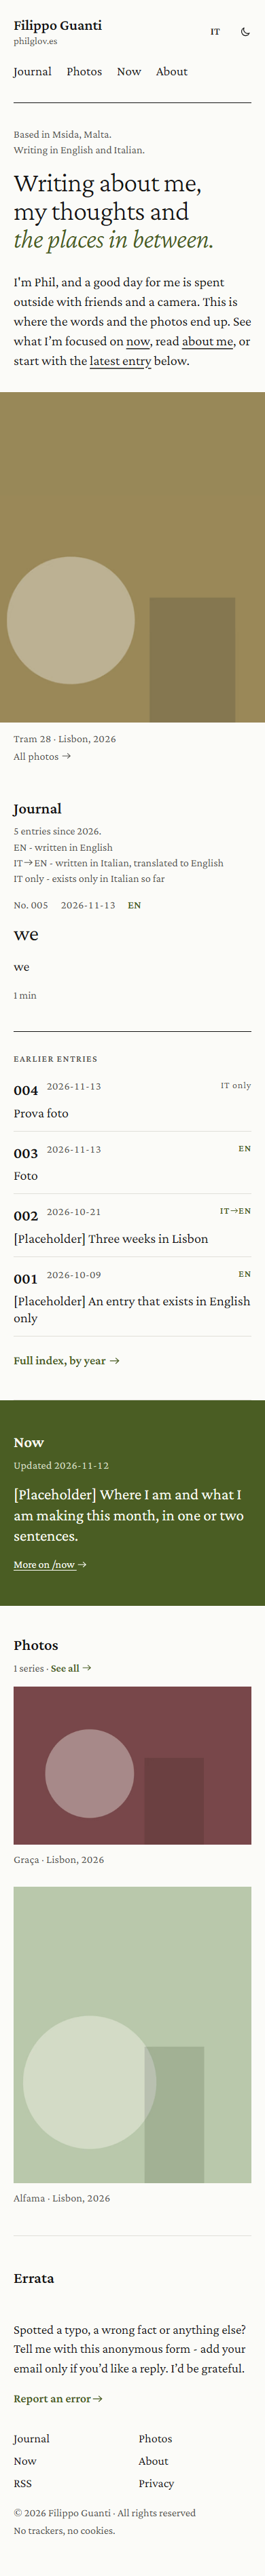 Filippo Guanti
IT
philglov.es
Journal Photos Now About
Based in Msida, Malta.
Writing in English and Italian.
Writing about me,
my thoughts and
the places in between.
I'm Phil, and a good day for me is spent
outside with friends and a camera. This is
where the words and the photos end up. See
what I’m focused on now, read about me, or
start with the latest entry below.
Tram 28 · Lisbon, 2026
All photos →
Journal
5 entries since 2026.
EN - written in English
IT→EN - written in Italian, translated to English
IT only - exists only in Italian so far
No. 005 2026-11-13 EN
we
we
1 min
EARLIER ENTRIES
004 2026-11-13 IT only
Prova foto
003 2026-11-13 EN
Foto
002 2026-10-21 IT→EN
[Placeholder] Three weeks in Lisbon
001 2026-10-09 EN
[Placeholder] An entry that exists in English
only
Full index, by year →
Now
Updated 2026-11-12
[Placeholder] Where I am and what I
am making this month, in one or two
sentences.
More on /now →
Photos
1 series · See all →
Graça · Lisbon, 2026
Alfama · Lisbon, 2026
Errata
Spotted a typo, a wrong fact or anything else?
Tell me with this anonymous form - add your
email only if you’d like a reply. I’d be grateful.
Report an error→
Journal Photos
Now About
RSS Privacy
© 2026 Filippo Guanti · All rights reserved
No trackers, no cookies.